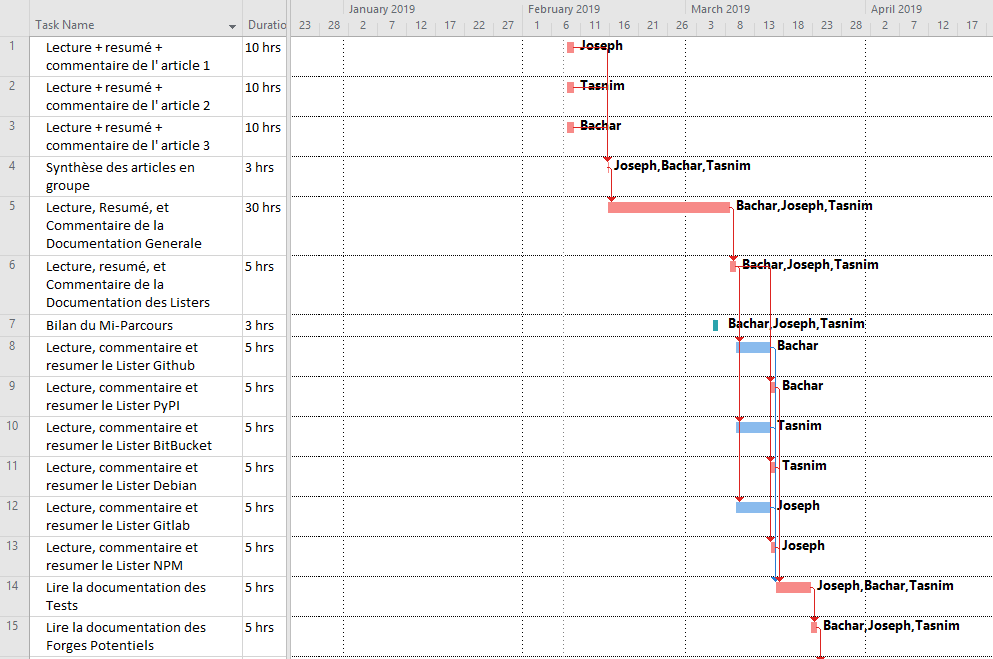 January 2019 February 2019 March 2019 April 2019
Task Name Duratio 23 28 2 7 12 17 22 27 1 6 11 16 21 26 3 8 13 18 23 28 2 7 12 17
1 Lecture + resumé + 10 hrs Joseph
commentaire de l' article 1
2 Lecture + resumé + 10 hrs Tasnim
commentaire de l' article 2
3 Lecture + resumé + 10 hrs Bachar
commentaire de l' article 3
4 Synthèse des articles en 3 hrs Joseph,Bachar,Tasnim
groupe
5 Lecture, Resumé, et 30 hrs Bachar,Joseph,Tasnim
Commentaire de la
Documentation Generale
6 Lecture, resumé, et 5 hrs Bachar,Joseph,Tasnim
Commentaire de la
Documentation des Listers
7 Bilan du Mi-Parcours 3 hrs Bachar,Joseph,Tasnim
8 Lecture, commentaire et 5 hrs Bachar
resumer le Lister Github
9 Lecture, commentaire et 5 hrs Bachar
resumer le Lister PyPI
10 Lecture, commentaire et 5 hrs Tasnim
resumer le Lister BitBucket
11 Lecture, commentaire et 5 hrs Tasnim
resumer le Lister Debian
12 Lecture, commentaire et 5 hrs Joseph
resumer le Lister Gitlab
13 Lecture, commentaire et 5 hrs Joseph
resumer le Lister NPM
14 Lire la documentation des 5 hrs Joseph,Bachar,Tasnim
Tests
15 Lire la documentation des 5 hrs Bachar,Joseph,Tasnim
Forges Potentiels